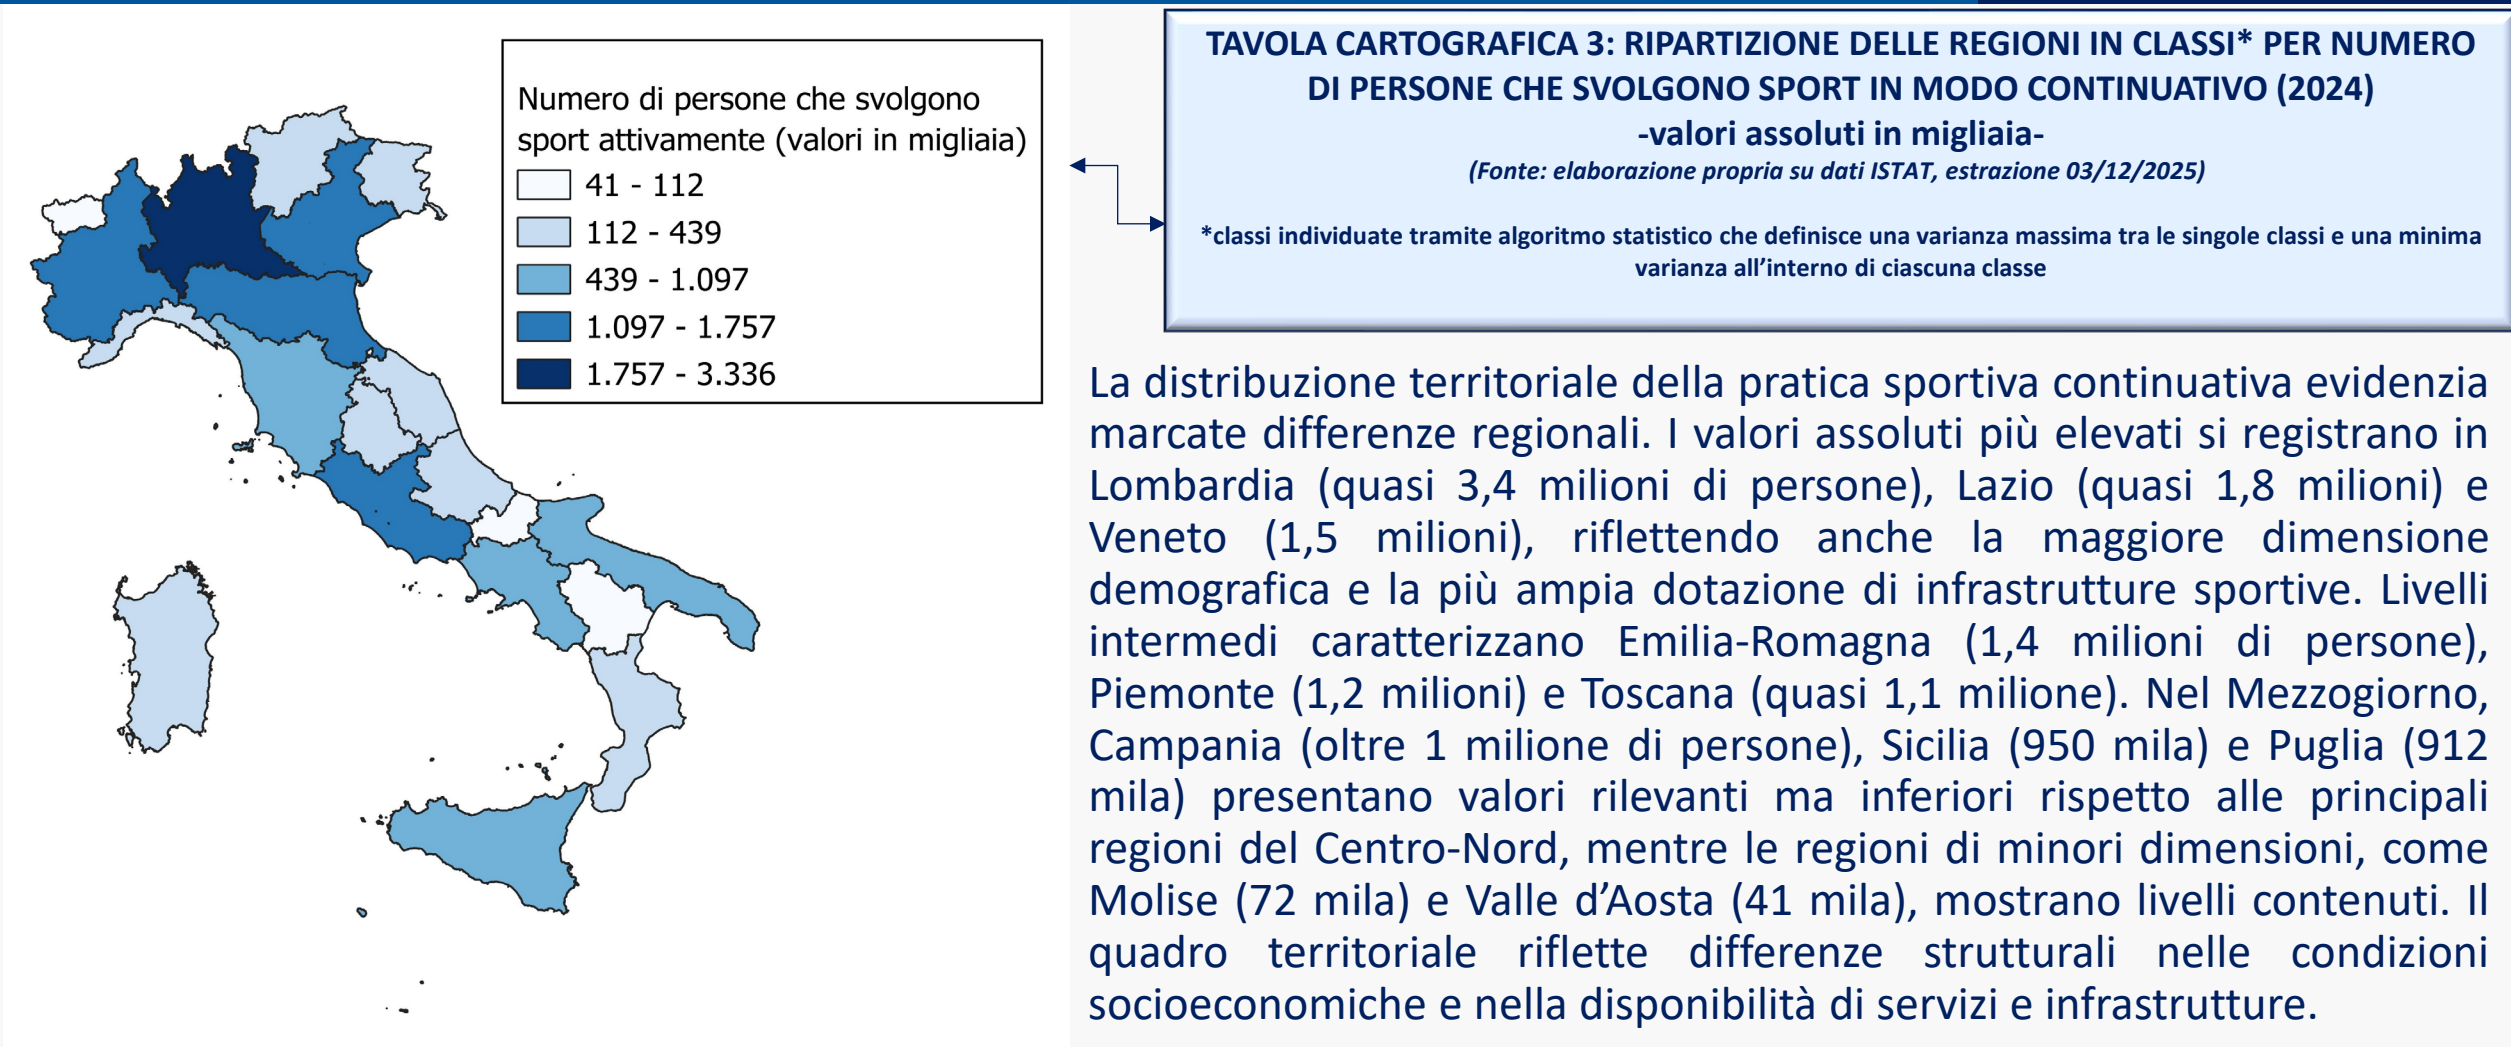 Numero di persone che svolgono
sport attivamente (valori in migliaia)
41 - 112
112 - 439
439 - 1.097
1.097 - 1.757
1.757 - 3.336
TAVOLA CARTOGRAFICA 3: RIPARTIZIONE DELLE REGIONI IN CLASSI* PER NUMERO
DI PERSONE CHE SVOLGONO SPORT IN MODO CONTINUATIVO (2024)
-valori assoluti in migliaia-
(Fonte: elaborazione propria su dati ISTAT, estrazione 03/12/2025)
*classi individuate tramite algoritmo statistico che definisce una varianza massima tra le singole classi e una minima
varianza all’interno di ciascuna classe
La distribuzione territoriale della pratica sportiva continuativa evidenzia
marcate differenze regionali. I valori assoluti più elevati si registrano in
Lombardia (quasi 3,4 milioni di persone), Lazio (quasi 1,8 milioni) e
Veneto (1,5 milioni), riflettendo anche la maggiore dimensione
demografica e la più ampia dotazione di infrastrutture sportive. Livelli
intermedi caratterizzano Emilia-Romagna (1,4 milioni di persone),
Piemonte (1,2 milioni) e Toscana (quasi 1,1 milione). Nel Mezzogiorno,
Campania (oltre 1 milione di persone), Sicilia (950 mila) e Puglia (912
mila) presentano valori rilevanti ma inferiori rispetto alle principali
regioni del Centro-Nord, mentre le regioni di minori dimensioni, come
Molise (72 mila) e Valle d’Aosta (41 mila), mostrano livelli contenuti. Il
quadro territoriale riflette differenze strutturali nelle condizioni
socioeconomiche e nella disponibilità di servizi e infrastrutture.